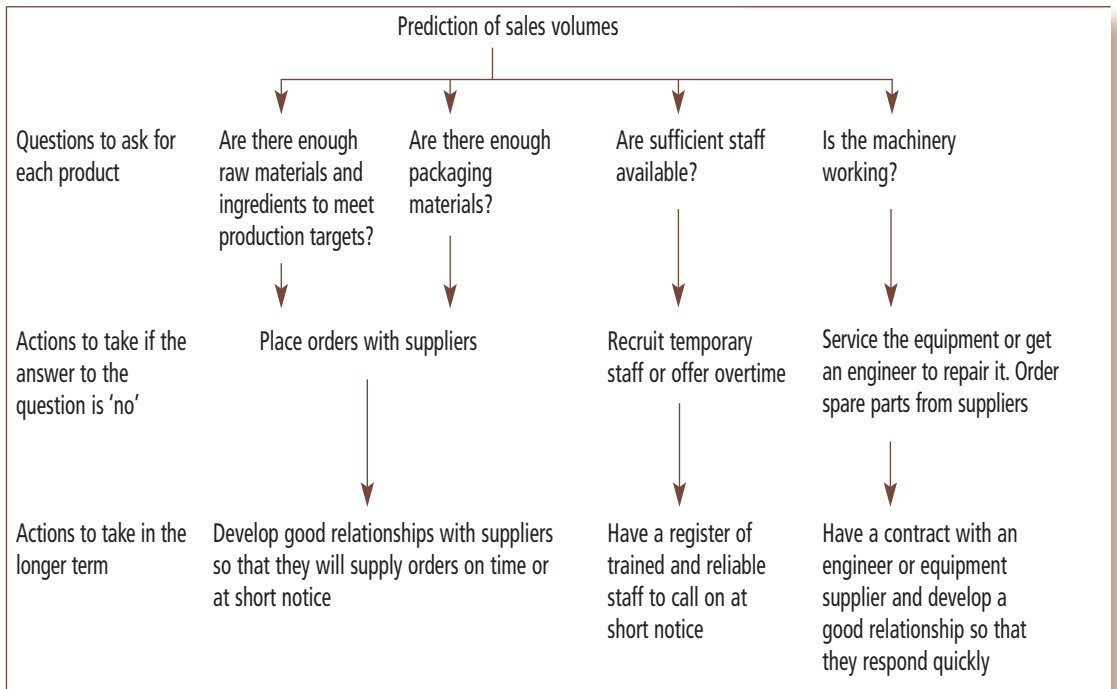 Prediction of sales volumes
Questions to ask for
each product
Are there enough
raw materials and
ingredients to meet
production targets?
Are there enough
packaging
materials?
Are sufficient staff
available?
Is the machinery
working?
Actions to take if the
answer to the
question is ‘no’
Place orders with suppliers
Recruit temporary
staff or offer overtime
Service the equipment or get
an engineer to repair it. Order
spare parts from suppliers
Actions to take in the
longer term
Develop good relationships with suppliers
so that they will supply orders on time or
at short notice
Have a register of
trained and reliable
staff to call on at
short notice
Have a contract with an
engineer or equipment
supplier and develop a
good relationship so that
they respond quickly